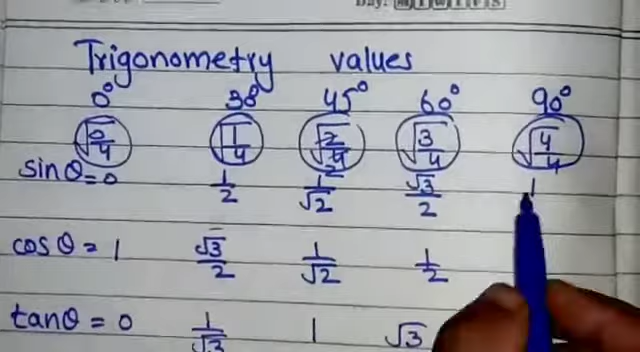 Day: M T W T F S
Trigonometry values
0° 30° 45° 60° 90°
√0/4 √1/4 √2/4 2 √3/4 √4/4
sinθ = 0 1/2 1/√2 √3/2 1
cosθ = 1 √3/2 1/√2 1/2
tanθ = 0 1/√3 1 √3